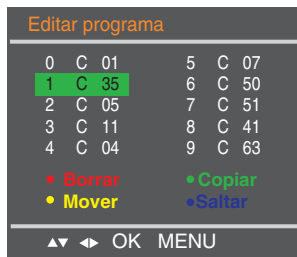 Editar programa
0 C 01 5 C 07
1 C 35 6 C 50
2 C 05 7 C 51
3 C 11 8 C 41
4 C 04 9 C 63
• Borrar • Copiar
• Mover • Saltar
▲▼ ◀▶ OK MENU